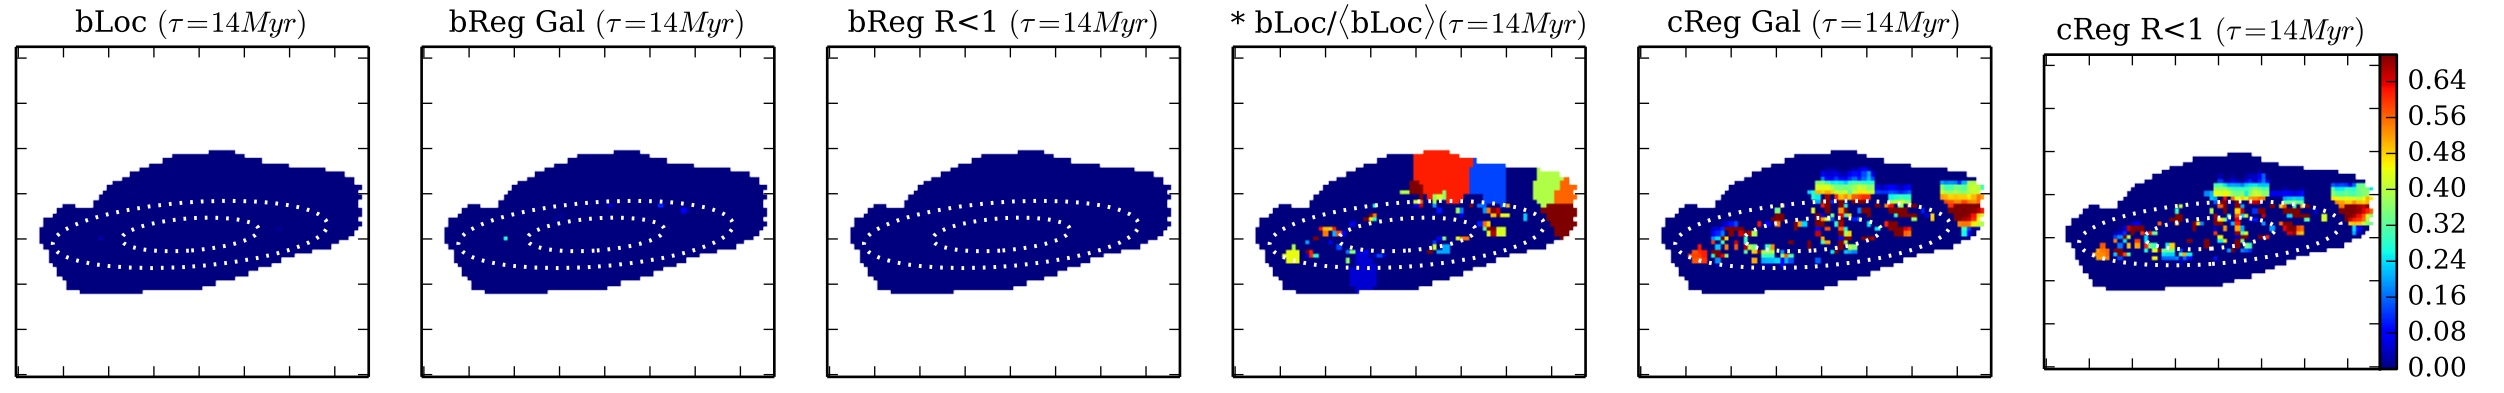 bLoc (τ=14Myr)
bReg Gal (τ=14Myr)
bReg R<1 (τ=14Myr)
* bLoc/⟨bLoc⟩(τ=14Myr)
cReg Gal (τ=14Myr)
cReg R<1 (τ=14Myr)
0.64
0.56
0.48
0.40
0.32
0.24
0.16
0.08
0.00